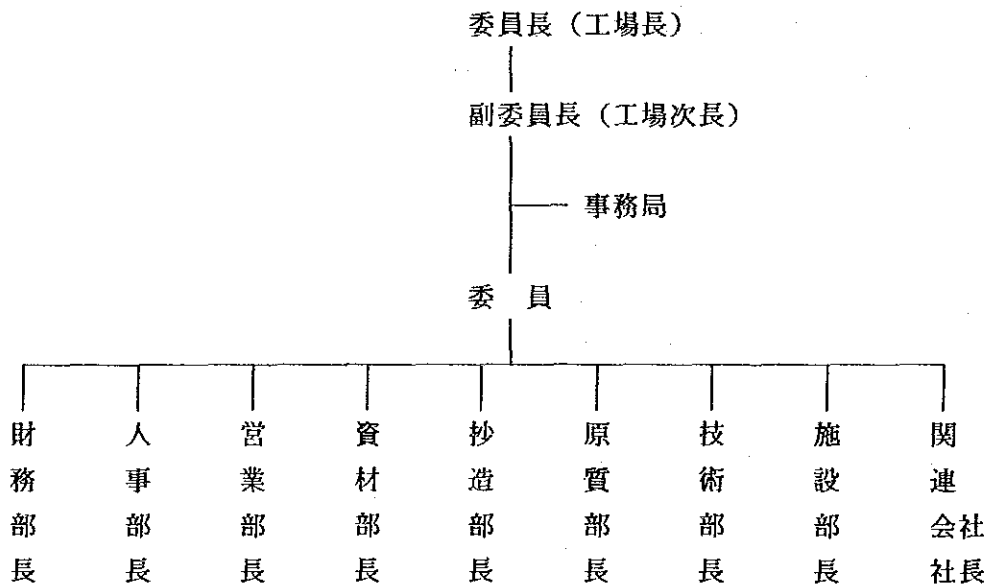 委員長（工場長）
副委員長（工場次長）
事務局
委　員
財務部長
人事部長
営業部長
資材部長
抄造部長
原質部長
技術部長
施設部長
関連会社社長